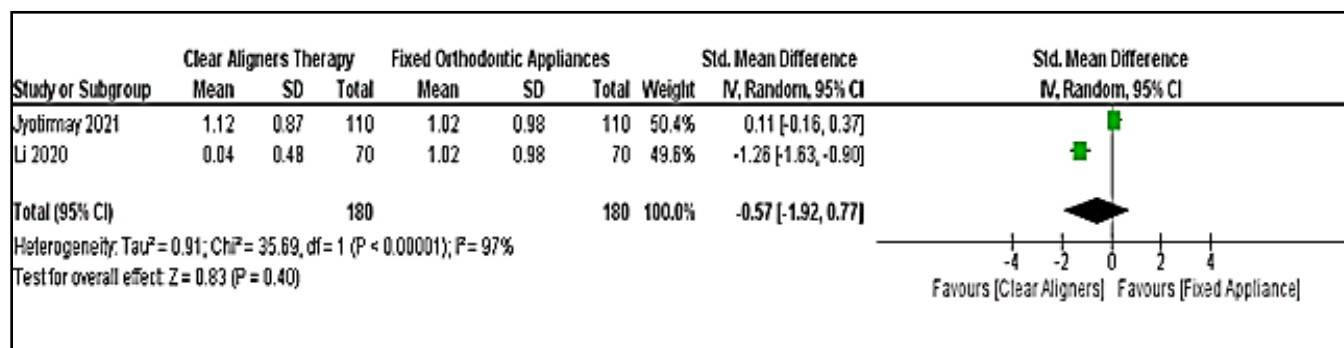 Clear Aligners Therapy Fixed Orthodontic Appliances Std. Mean Difference Std. Mean Difference
Study or Subgroup Mean SD Total Mean SD Total Weight IV, Random, 95% CI IV, Random, 95% CI
Jyotirmay 2021 1.12 0.87 110 1.02 0.98 110 50.4% 0.11 [-0.16, 0.37]
Li 2020 0.04 0.48 70 1.02 0.98 70 49.6% -1.26 [-1.63, -0.90]
Total (95% CI) 180 180 100.0% -0.57 [-1.92, 0.77]
Heterogeneity: Tau² = 0.91; Chi² = 35.69, df = 1 (P < 0.00001); I² = 97%
Test for overall effect: Z = 0.83 (P = 0.40)
-4 -2 0 2 4
Favours [Clear Aligners] Favours [Fixed Appliance]